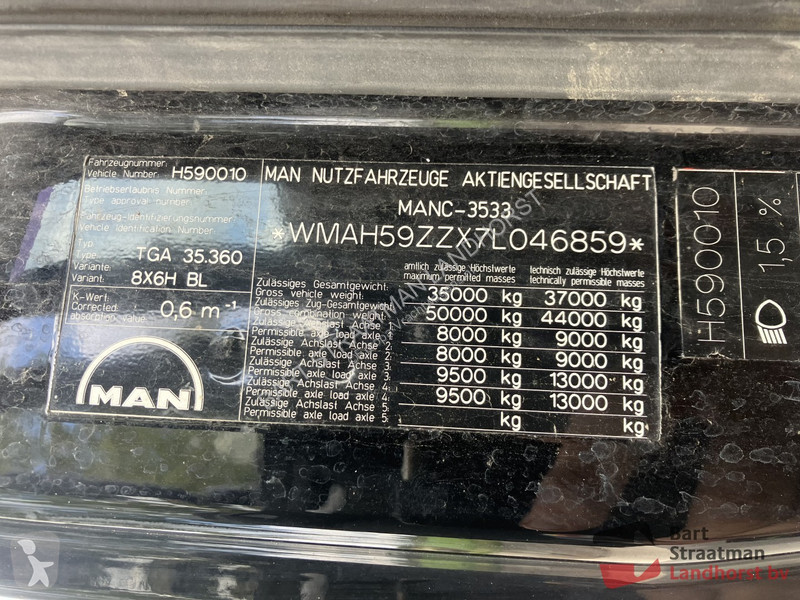 Fahrzeugnummer:
Vehicle Number: H590010
MAN NUTZFAHRZEUGE AKTIENGESELLSCHAFT
Betriebserlaubnis Nummer:
Type approval number:
MANC-3533
Fahrzeug-Identifizierungsnummer
Vehicle identification number
*WMAH59ZZX7L046859*
Typ
Type TGA 35.360
Variante:
Variant: 8X6H BL
K-Wert:
Corrected
absorption value 0,6 m⁻¹
MAN
amtlich zulässige Höchstwerte technisch zulässige Höchstwerte
maximum permitted masses technically permissible masses
Zulässiges Gesamtgewicht:
Gross vehicle weight: 35000 kg 37000 kg
Zulässiges Zug-Gesamtgewicht:
Gross combination weight: 50000 kg 44000 kg
Zulässige Achslast Achse 1:
Permissible axle load axle 1: 8000 kg 9000 kg
Zulässige Achslast Achse 2:
Permissible axle load axle 2: 8000 kg 9000 kg
Zulässige Achslast Achse 3:
Permissible axle load axle 3: 9500 kg 13000 kg
Zulässige Achslast Achse 4:
Permissible axle load axle 4: 9500 kg 13000 kg
Zulässige Achslast Achse 5:
Permissible axle load axle 5: kg kg
H590010
1,5 %
Bart
Straatman
Landhorst bv